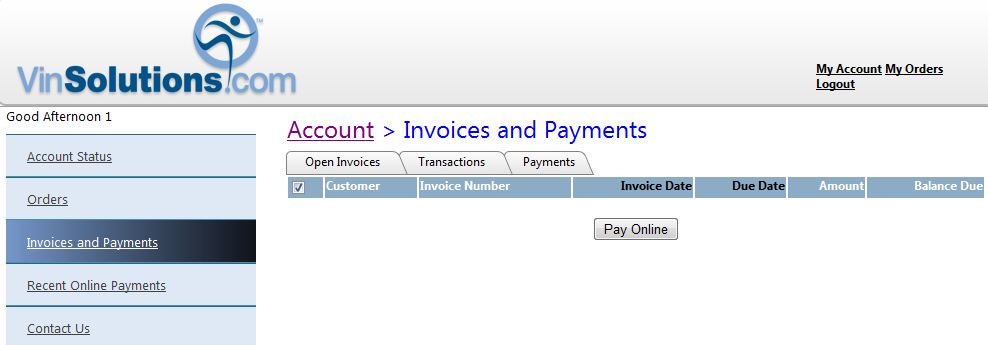 VinSolutions.com
My Account My Orders
Logout
Good Afternoon 1
Account Status
Orders
Invoices and Payments
Recent Online Payments
Contact Us
Account > Invoices and Payments
Open Invoices Transactions Payments
Customer Invoice Number Invoice Date Due Date Amount Balance Due
Pay Online